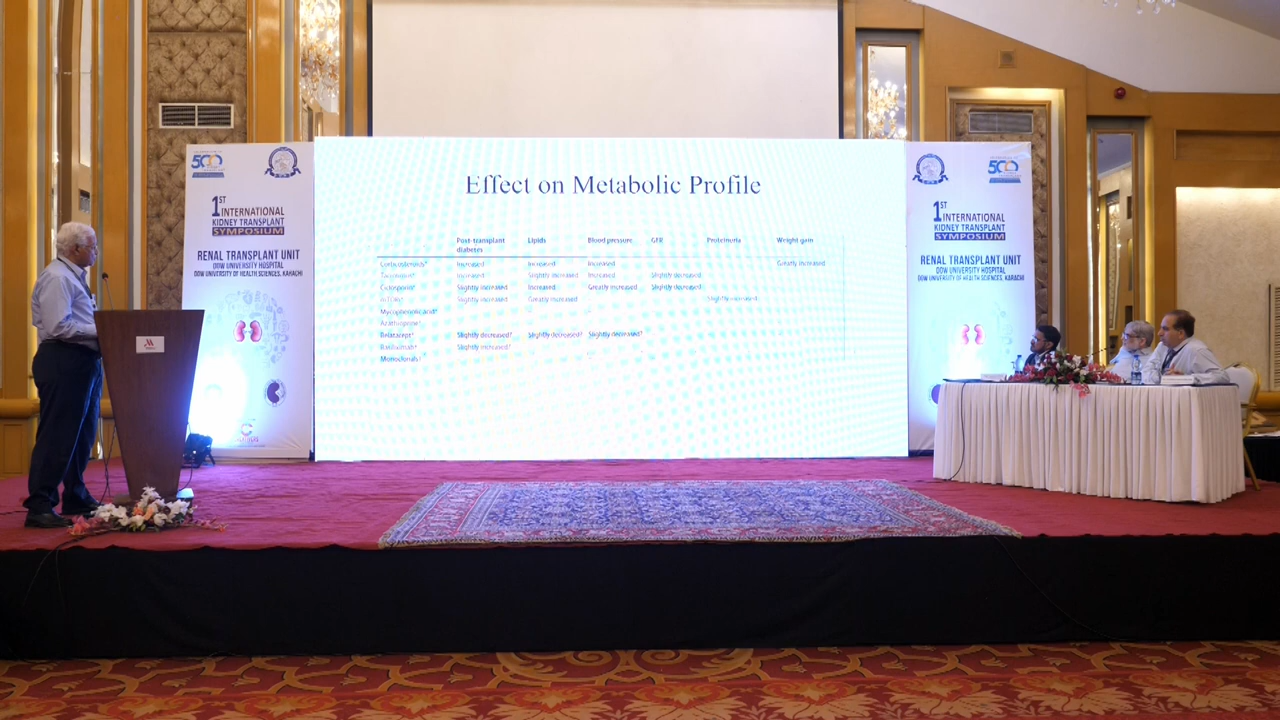 500
1ST
INTERNATIONAL
KIDNEY TRANSPLANT
SYMPOSIUM
RENAL TRANSPLANT UNIT
DOW UNIVERSITY HOSPITAL
DOW UNIVERSITY OF HEALTH SCIENCES, KARACHI
Effect on Metabolic Profile
Post-transplant diabetes Lipids Blood pressure GFR Proteinuria Weight gain
Corticosteroids Increased Increased Increased Greatly increased
Tacrolimus Increased Slightly increased Increased Slightly decreased
Ciclosporin Slightly increased Increased Greatly increased Slightly decreased
Slightly increased Greatly increased Slightly increased
Mycophenolic acid
Azathioprine
Belatacept Slightly decreased Slightly decreased Slightly decreased
Basiliximab Slightly increased
Monoclonals
500
1ST
INTERNATIONAL
KIDNEY TRANSPLANT
SYMPOSIUM
RENAL TRANSPLANT UNIT
DOW UNIVERSITY HOSPITAL
DOW UNIVERSITY OF HEALTH SCIENCES, KARACHI